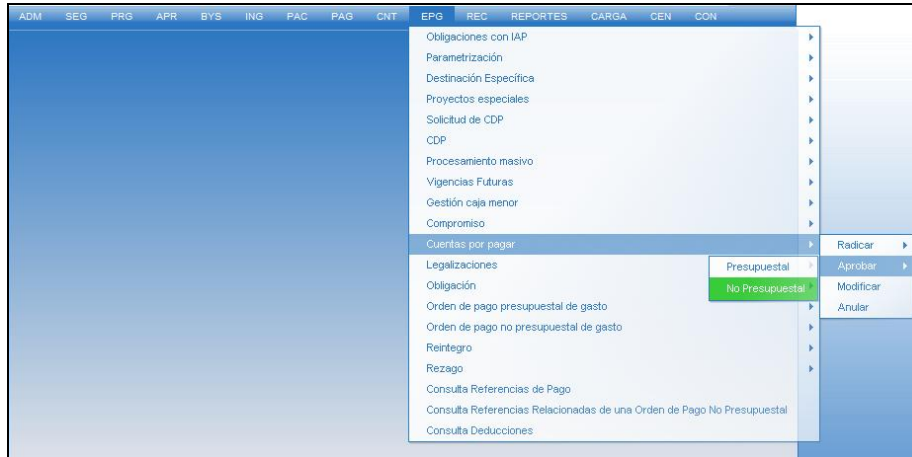 ADM SEG PRG APR BYS ING PAC PAG CNT EPG REC REPORTES CARGA CEN CON
Obligaciones con IAP
Parametrización
Destinación Específica
Proyectos especiales
Solicitud de CDP
CDP
Procesamiento masivo
Vigencias Futuras
Gestión caja menor
Compromiso
Cuentas por pagar
Legalizaciones
Obligación
Orden de pago presupuestal de gasto
Orden de pago no presupuestal de gasto
Reintegro
Rezago
Consulta Referencias de Pago
Consulta Referencias Relacionadas de una Orden de Pago No Presupuestal
Consulta Deducciones
Radicar
Aprobar
Modificar
Anular
Presupuestal
No Presupuestal